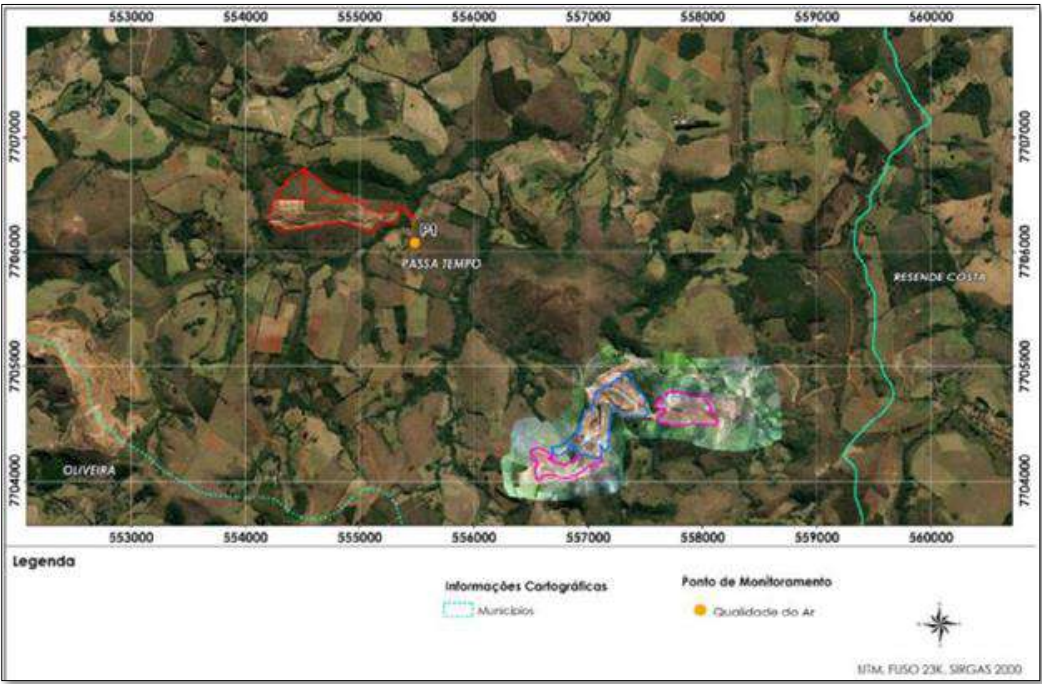 553000 554000 555000 556000 557000 558000 559000 560000
7707000 7707000
7706000 7706000
PASSA TEMPO
RESENDE COSTA
7705000 7705000
OLIVEIRA
7704000 7704000
553000 554000 555000 556000 557000 558000 559000 560000
Legenda
Informações Cartográficas
Municípios
Ponto de Monitoramento
Qualidade do Ar
UTM, FUSO 23K, SIRGAS 2000